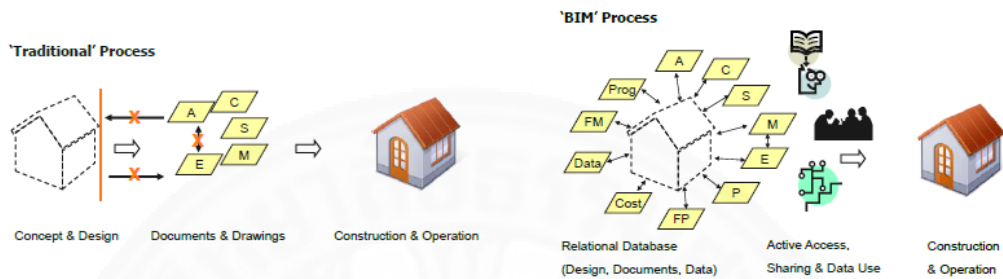 'Traditional' Process
X
X
X
A
C
S
E
M
Concept & Design
Documents & Drawings
Construction & Operation
'BIM' Process
A
C
Prog
S
FM
M
Data
E
Cost
P
FP
Relational Database
(Design, Documents, Data)
Active Access,
Sharing & Data Use
Construction
& Operation